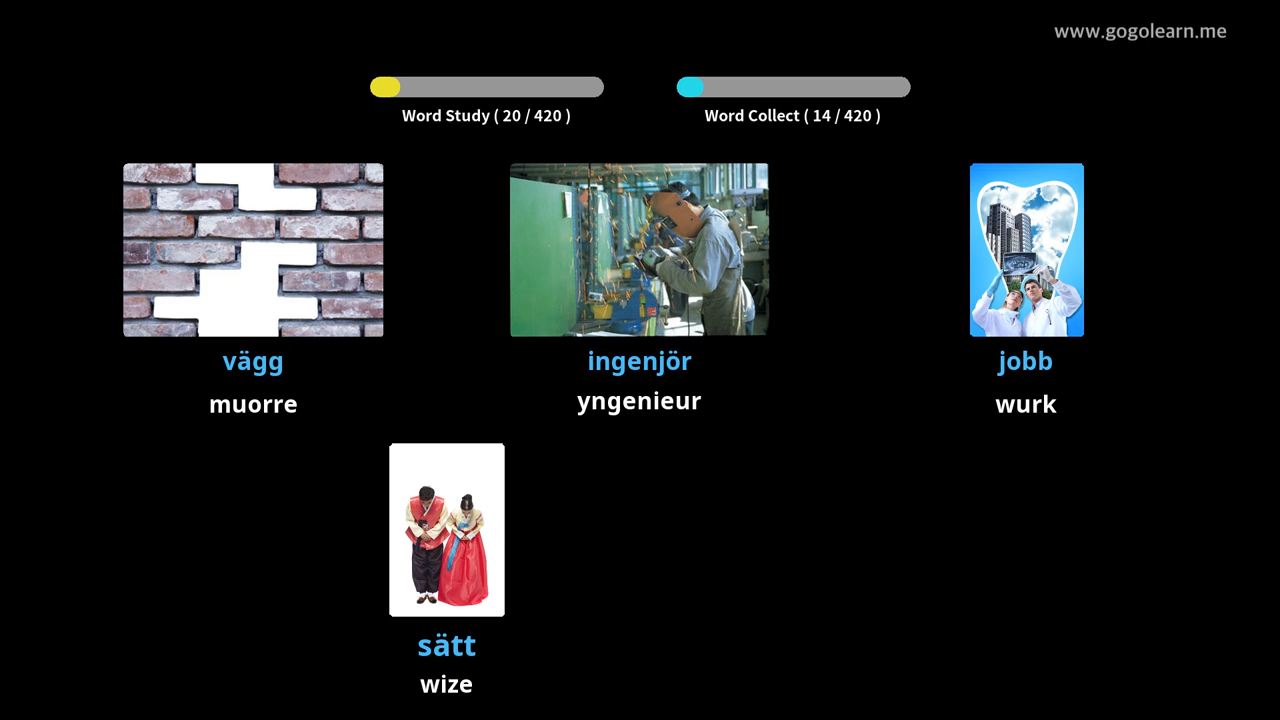 www.gogolearn.me
Word Study ( 20 / 420 )
Word Collect ( 14 / 420 )
vägg
muorre
ingenjör
yngenieur
jobb
wurk
sätt
wize